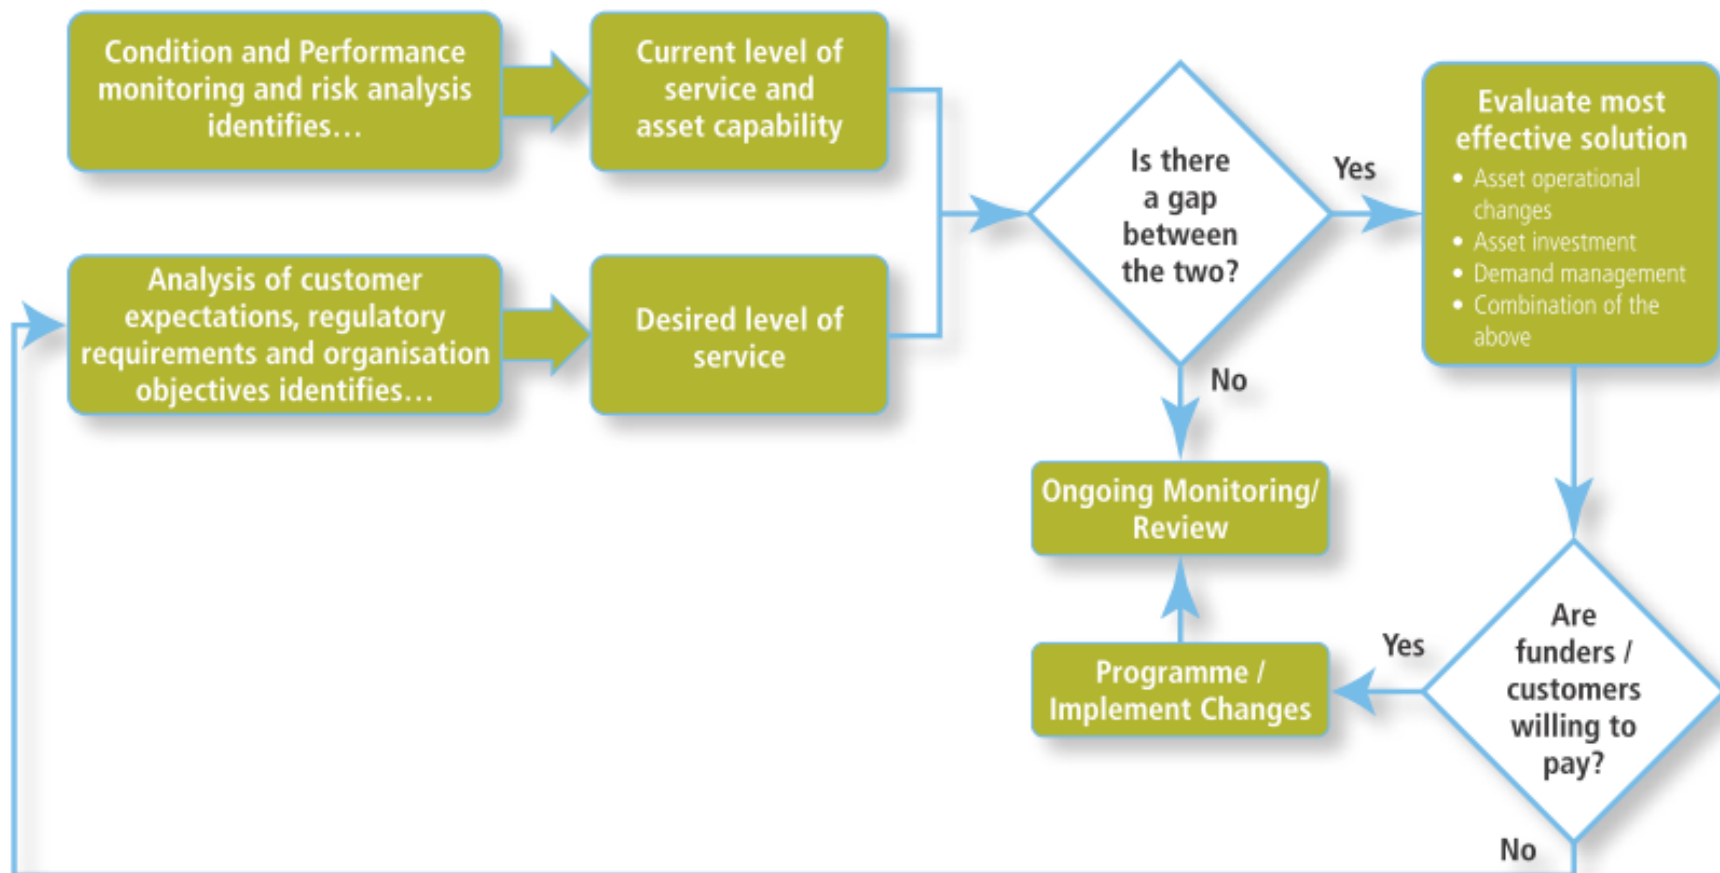 Condition and Performance
monitoring and risk analysis
identifies…
Current level of
service and
asset capability
Analysis of customer
expectations, regulatory
requirements and organisation
objectives identifies…
Desired level of
service
Is there
a gap
between
the two?
Yes
No
Evaluate most
effective solution
• Asset operational
changes
• Asset investment
• Demand management
• Combination of the
above
Ongoing Monitoring/
Review
Programme /
Implement Changes
Yes
Are
funders /
customers
willing to
pay?
No